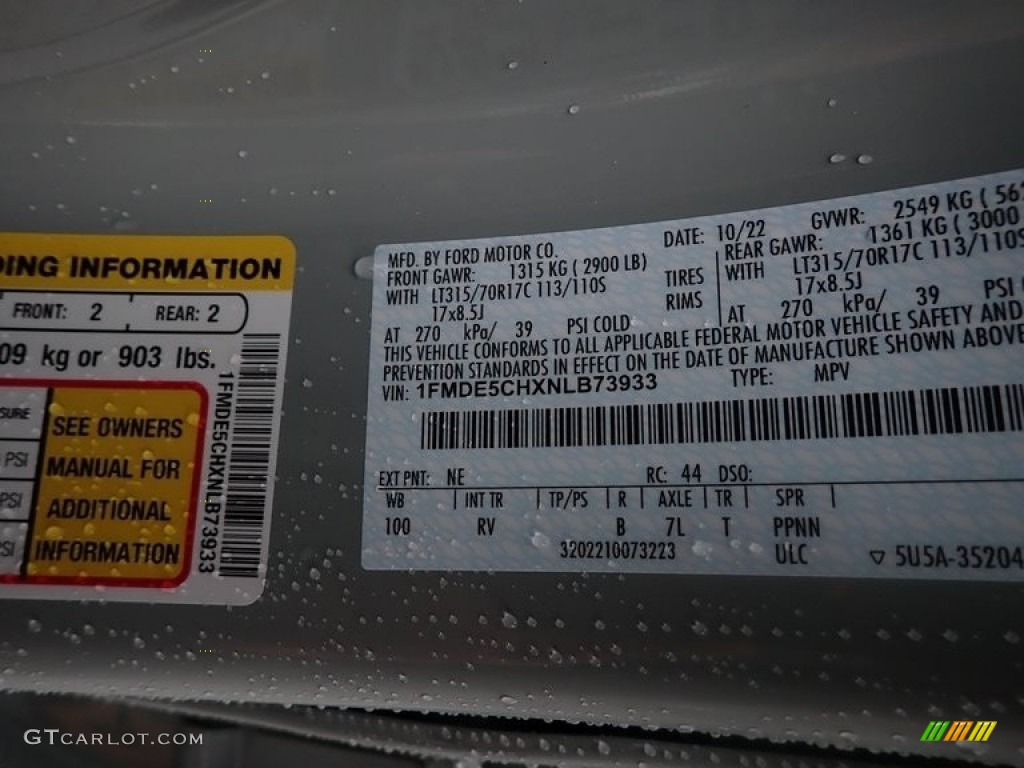 DING INFORMATION
FRONT: 2 REAR: 2
09 kg or 903 lbs.
SURE
PSI
PSI
SI
SEE OWNERS
MANUAL FOR
ADDITIONAL
INFORMATION
1FMDE5CHXNLB73933
MFD. BY FORD MOTOR CO. DATE: 10/22 GVWR: 2549 KG ( 56
FRONT GAWR: 1315 KG ( 2900 LB) REAR GAWR: 1361 KG ( 3000
WITH LT315/70R17C 113/110S TIRES WITH LT315/70R17C 113/110S
17x8.5J RIMS 17x8.5J
AT 270 kPa/ 39 PSI COLD AT 270 kPa/ 39 PSI
THIS VEHICLE CONFORMS TO ALL APPLICABLE FEDERAL MOTOR VEHICLE SAFETY AND
PREVENTION STANDARDS IN EFFECT ON THE DATE OF MANUFACTURE SHOWN ABOVE
VIN: 1FMDE5CHXNLB73933 TYPE: MPV
EXT PNT: NE RC: 44 DSO:
WB INT TR TP/PS R AXLE TR SPR
100 RV B 7L T PPNN
3202210073223 ULC ▽ 5U5A-35204
GTCARLOT.COM